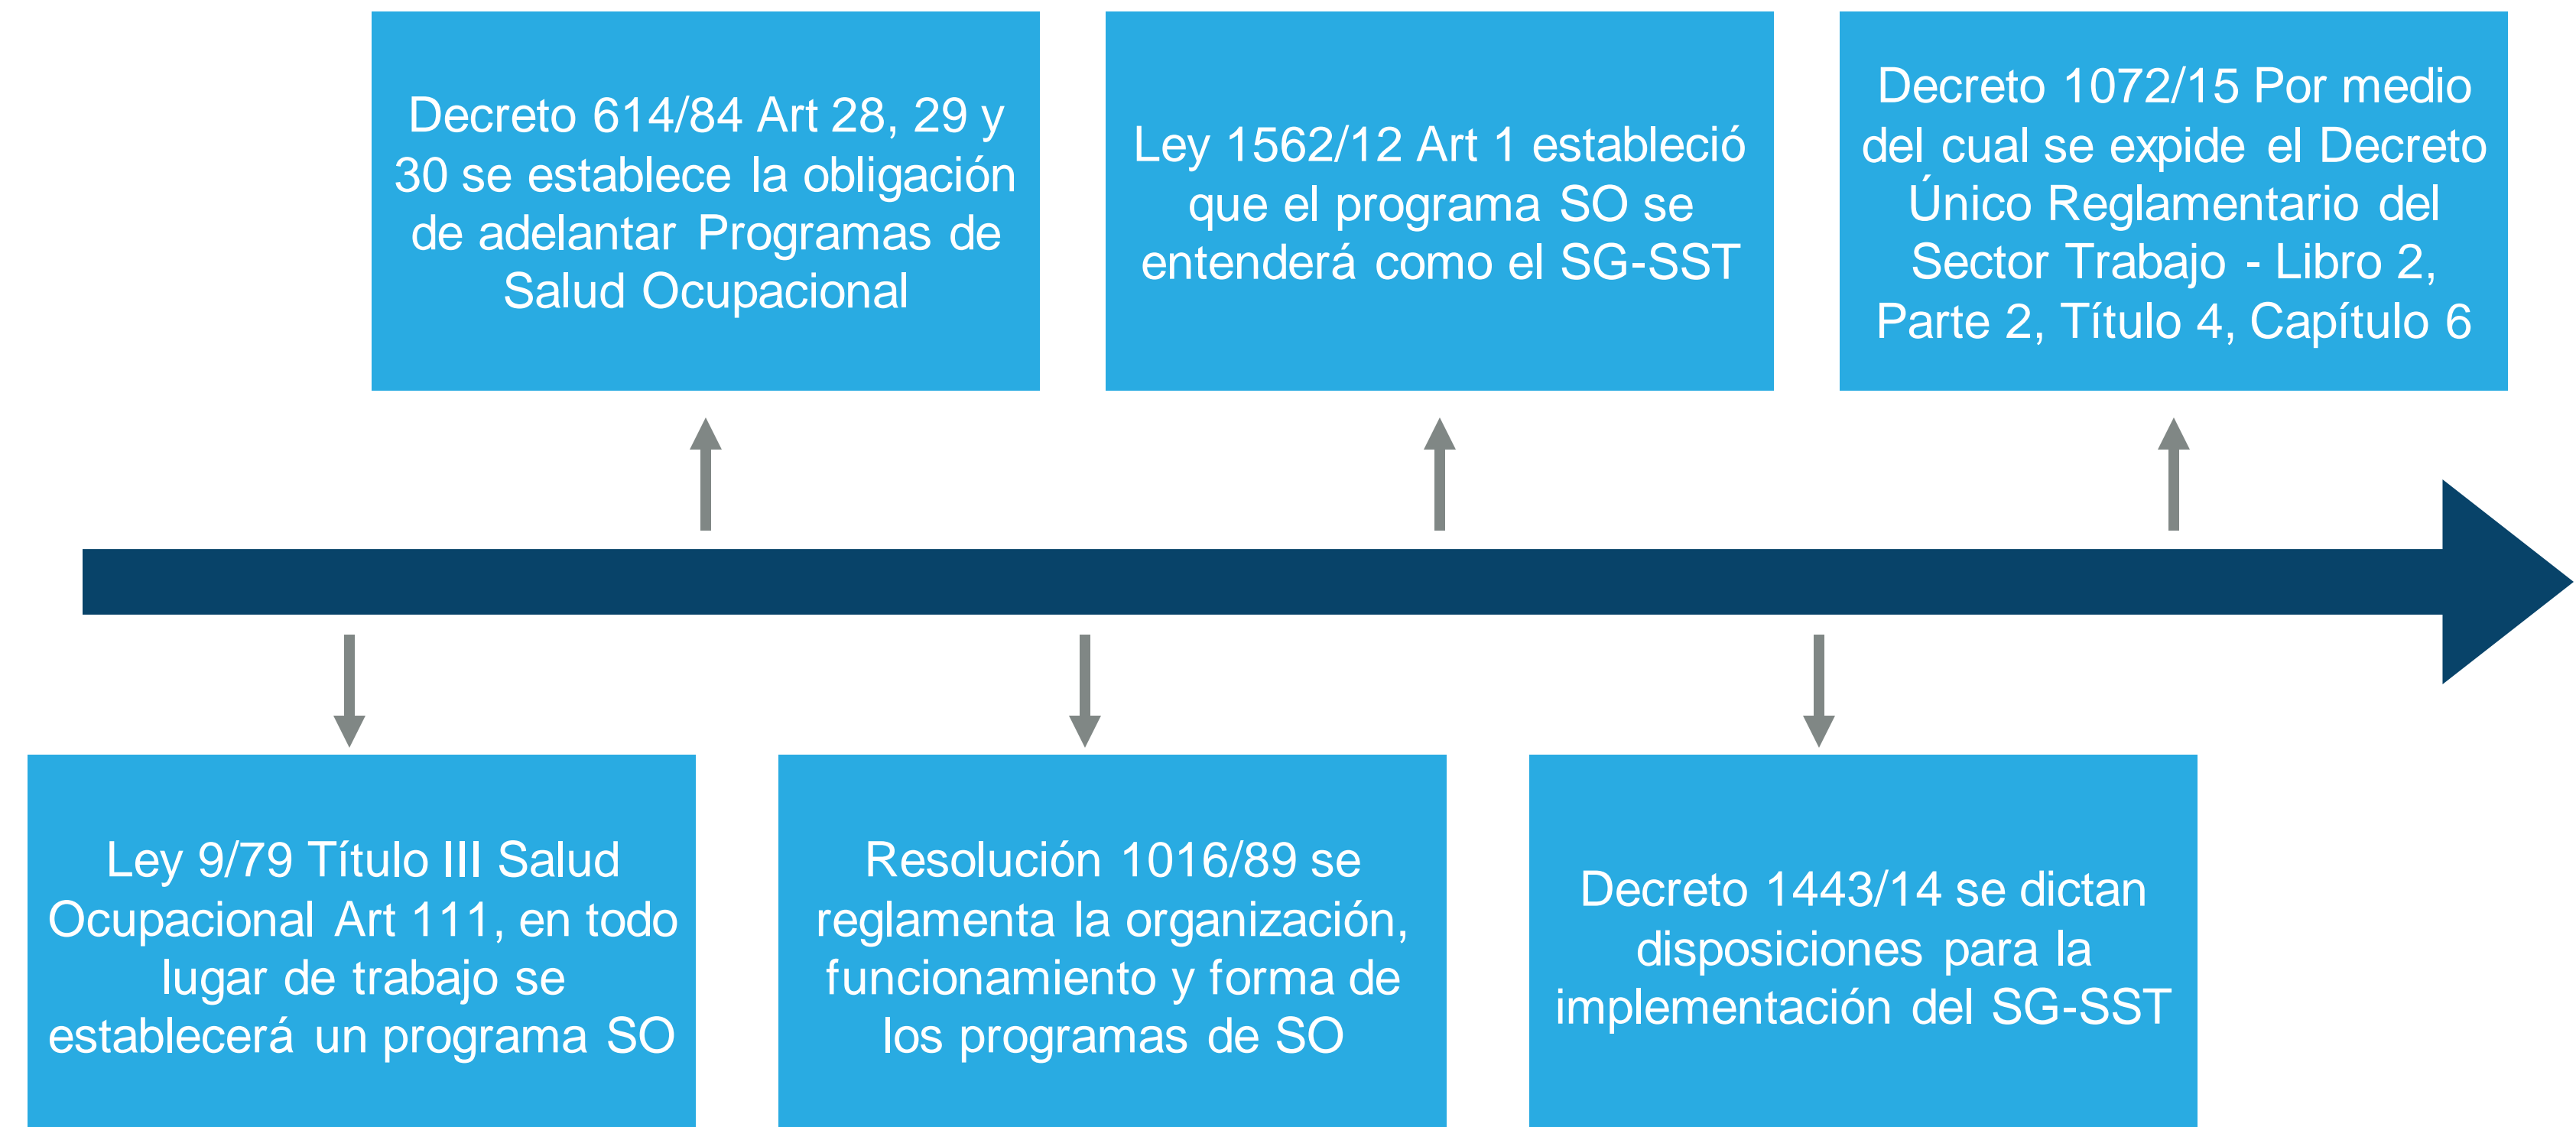 Decreto 614/84 Art 28, 29 y
30 se establece la obligación
de adelantar Programas de
Salud Ocupacional
Ley 1562/12 Art 1 estableció
que el programa SO se
entenderá como el SG-SST
Decreto 1072/15 Por medio
del cual se expide el Decreto
Único Reglamentario del
Sector Trabajo - Libro 2,
Parte 2, Título 4, Capítulo 6
Ley 9/79 Título III Salud
Ocupacional Art 111, en todo
lugar de trabajo se
establecerá un programa SO
Resolución 1016/89 se
reglamenta la organización,
funcionamiento y forma de
los programas de SO
Decreto 1443/14 se dictan
disposiciones para la
implementación del SG-SST